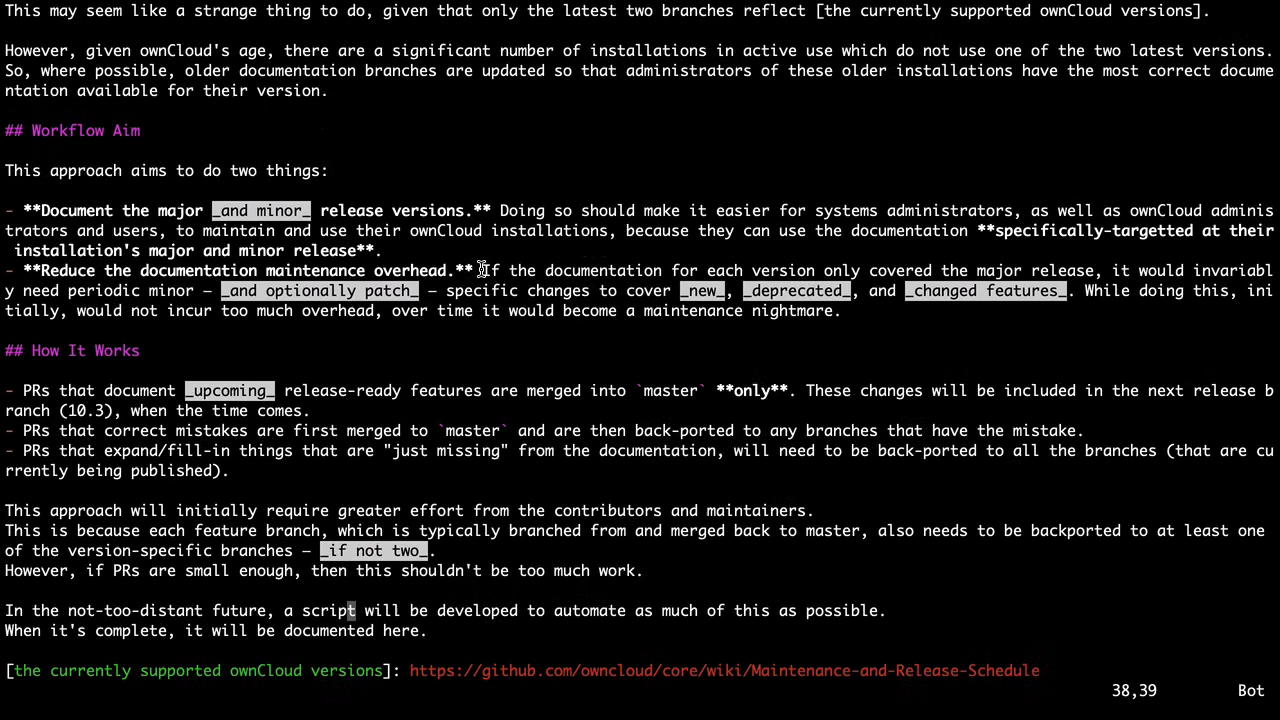 This may seem like a strange thing to do, given that only the latest two branches reflect [the currently supported ownCloud versions].
However, given ownCloud's age, there are a significant number of installations in active use which do not use one of the two latest versions.
So, where possible, older documentation branches are updated so that administrators of these older installations have the most correct docume
ntation available for their version.
## Workflow Aim
This approach aims to do two things:
- **Document the major _and minor_ release versions.** Doing so should make it easier for systems administrators, as well as ownCloud adminis
trators and users, to maintain and use their ownCloud installations, because they can use the documentation **specifically-targetted at their
 installation's major and minor release**.
- **Reduce the documentation maintenance overhead.** If the documentation for each version only covered the major release, it would invariabl
y need periodic minor — _and optionally patch_ — specific changes to cover _new_, _deprecated_, and _changed features_. While doing this, ini
tially, would not incur too much overhead, over time it would become a maintenance nightmare.
## How It Works
- PRs that document _upcoming_ release-ready features are merged into `master` **only**. These changes will be included in the next release b
ranch (10.3), when the time comes.
- PRs that correct mistakes are first merged to `master` and are then back-ported to any branches that have the mistake.
- PRs that expand/fill-in things that are "just missing" from the documentation, will need to be back-ported to all the branches (that are cu
rrently being published).
This approach will initially require greater effort from the contributors and maintainers.
This is because each feature branch, which is typically branched from and merged back to master, also needs to be backported to at least one
of the version-specific branches — _if not two_.
However, if PRs are small enough, then this shouldn't be too much work.
In the not-too-distant future, a script will be developed to automate as much of this as possible.
When it's complete, it will be documented here.
[the currently supported ownCloud versions]: https://github.com/owncloud/core/wiki/Maintenance-and-Release-Schedule
38,39 Bot